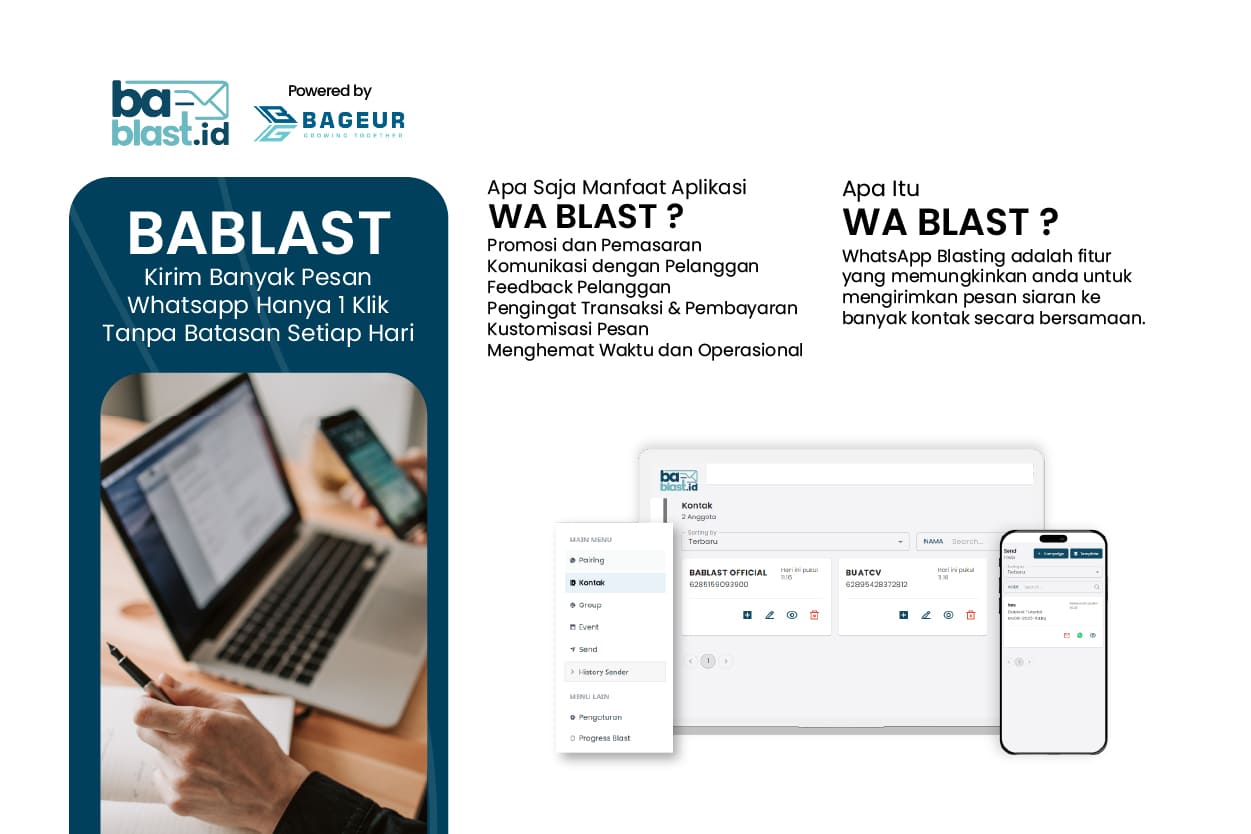 ba
blast.id
Powered by
BAGEUR
GROWING TOGETHER
BABLAST
Kirim Banyak Pesan
Whatsapp Hanya 1 Klik
Tanpa Batasan Setiap Hari
Apa Saja Manfaat Aplikasi
WA BLAST ?
Promosi dan Pemasaran
Komunikasi dengan Pelanggan
Feedback Pelanggan
Pengingat Transaksi & Pembayaran
Kustomisasi Pesan
Menghemat Waktu dan Operasional
Apa Itu
WA BLAST ?
WhatsApp Blasting adalah fitur
yang memungkinkan anda untuk
mengirimkan pesan siaran ke
banyak kontak secara bersamaan.
ba
blast.id
Kontak
2 Anggota
Sorting by
Terbaru
NAMA Search...
BABLAST OFFICIAL
Hari ini pukul
11.16
6285159093900
BUATCV
Hari ini pukul
11.16
62895428372812
1
MAIN MENU
Pairing
Kontak
Group
Event
Send
History Sender
MENU LAIN
Pengaturan
Progress Blast
Send
Campaign
Template
Sorting by
Terbaru
Search...
1